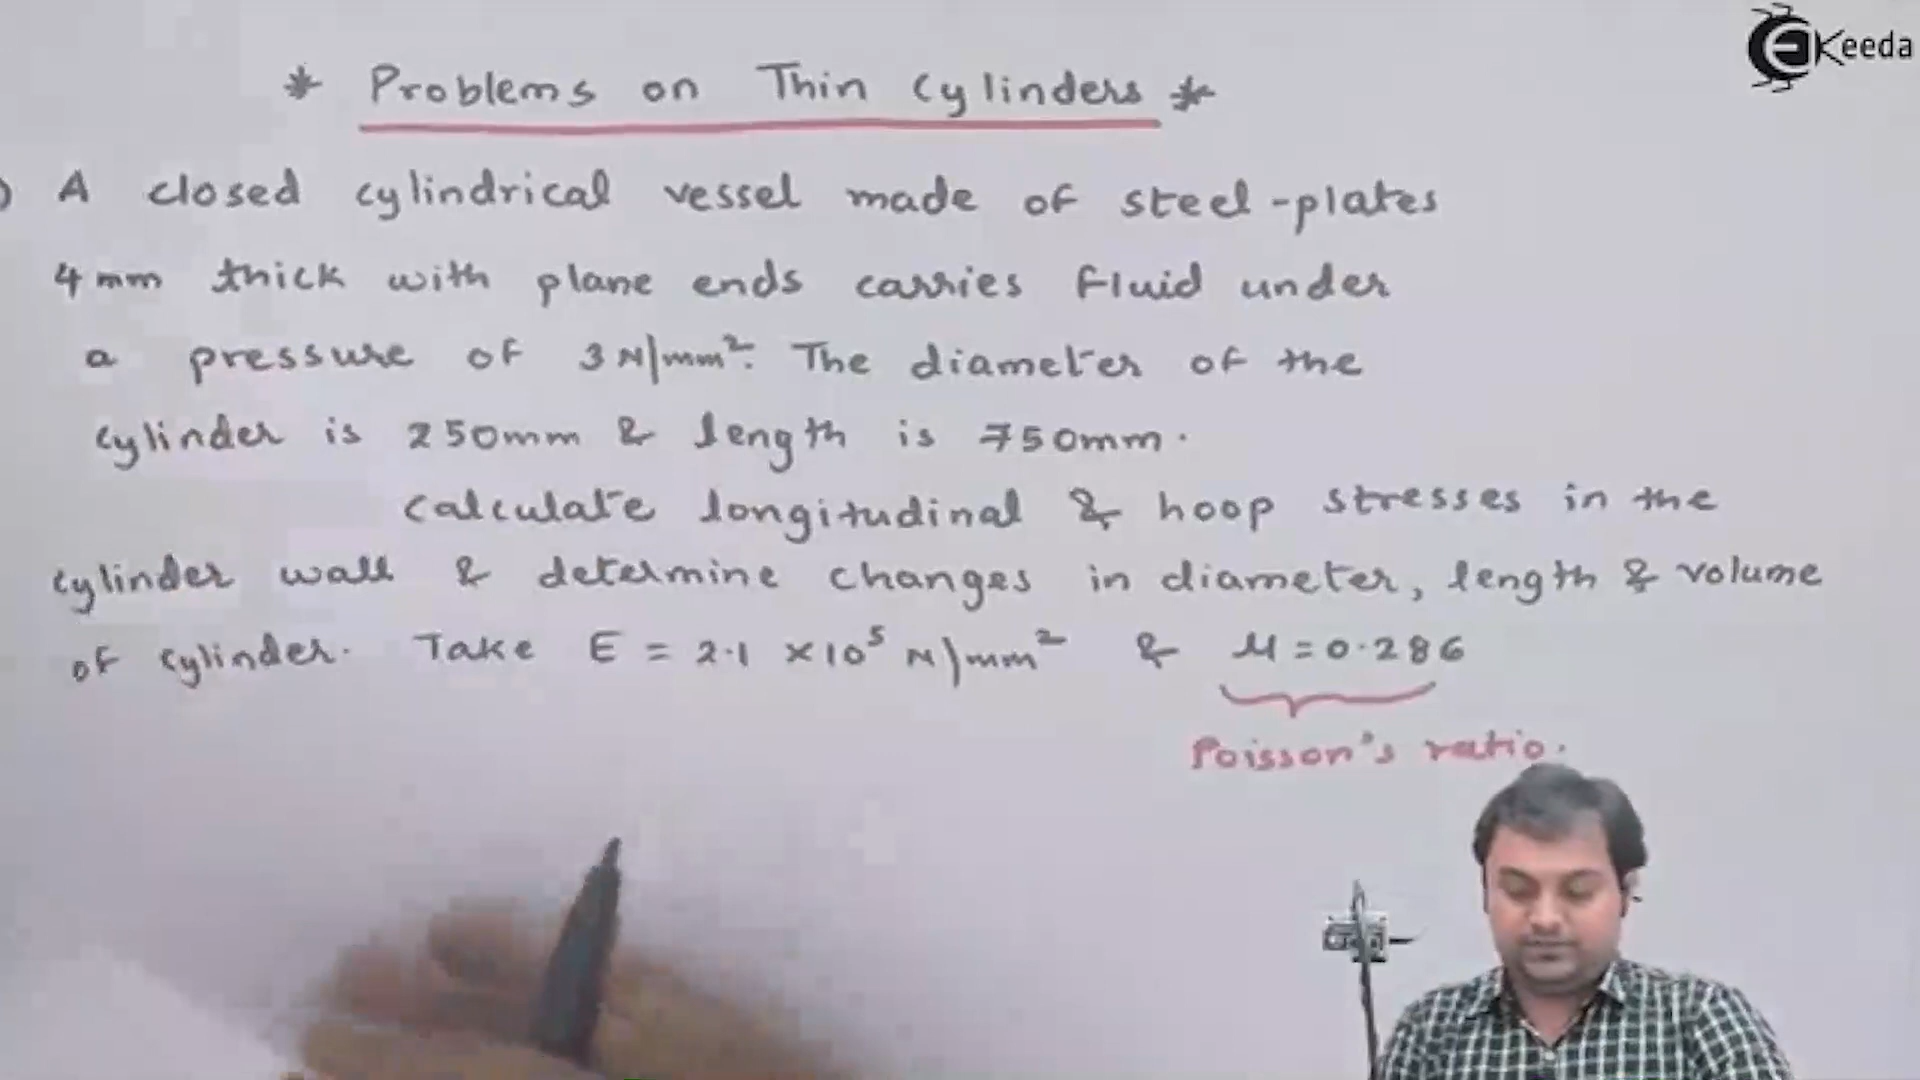 EKeeda
* Problems on Thin Cylinders *
) A closed cylindrical vessel made of steel-plates
4mm thick with plane ends carries fluid under
a pressure of 3N/mm². The diameter of the
cylinder is 250mm & length is 750mm.
Calculate longitudinal & hoop stresses in the
cylinder wall & determine changes in diameter, length & volume
of cylinder. Take E = 2.1 ×10⁵ N/mm² & μ = 0.286
Poisson's ratio.